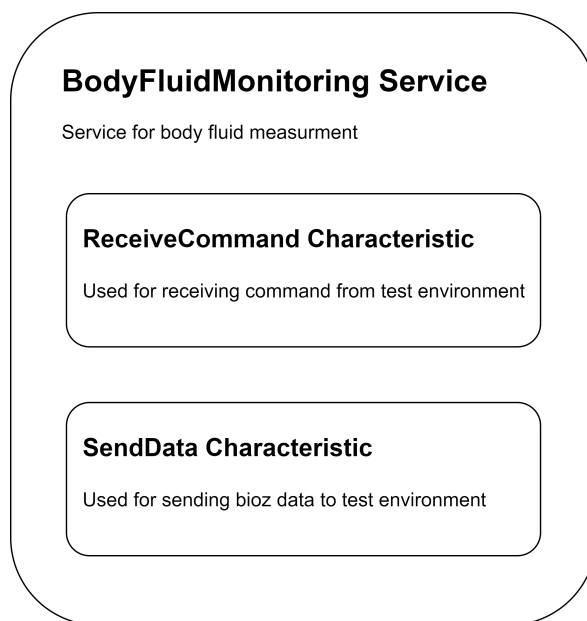 BodyFluidMonitoring Service
Service for body fluid measurment
ReceiveCommand Characteristic
Used for receiving command from test environment
SendData Characteristic
Used for sending bioz data to test environment